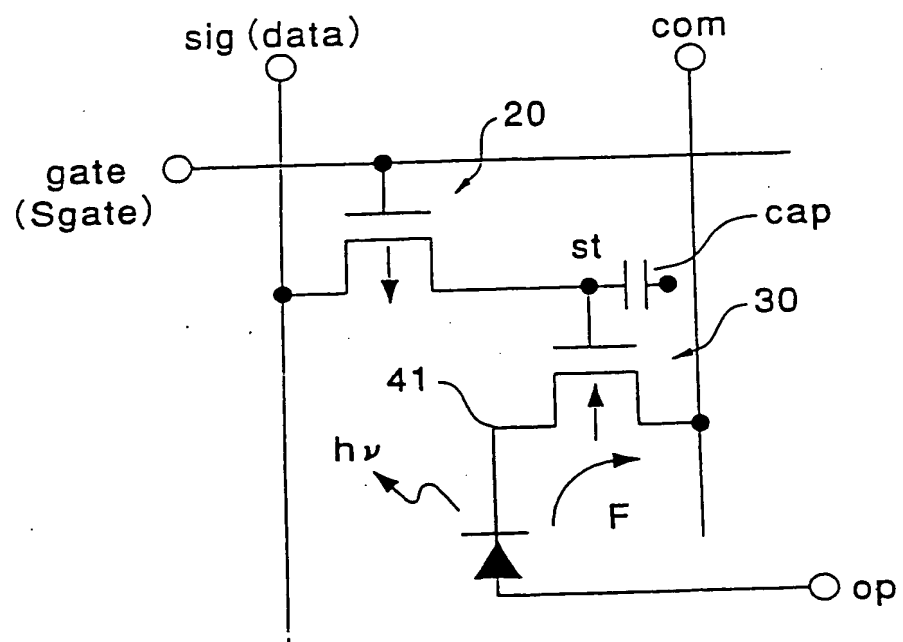 sig (data)
com
20
gate
(Sgate)
cap
st
30
41
hν
F
op